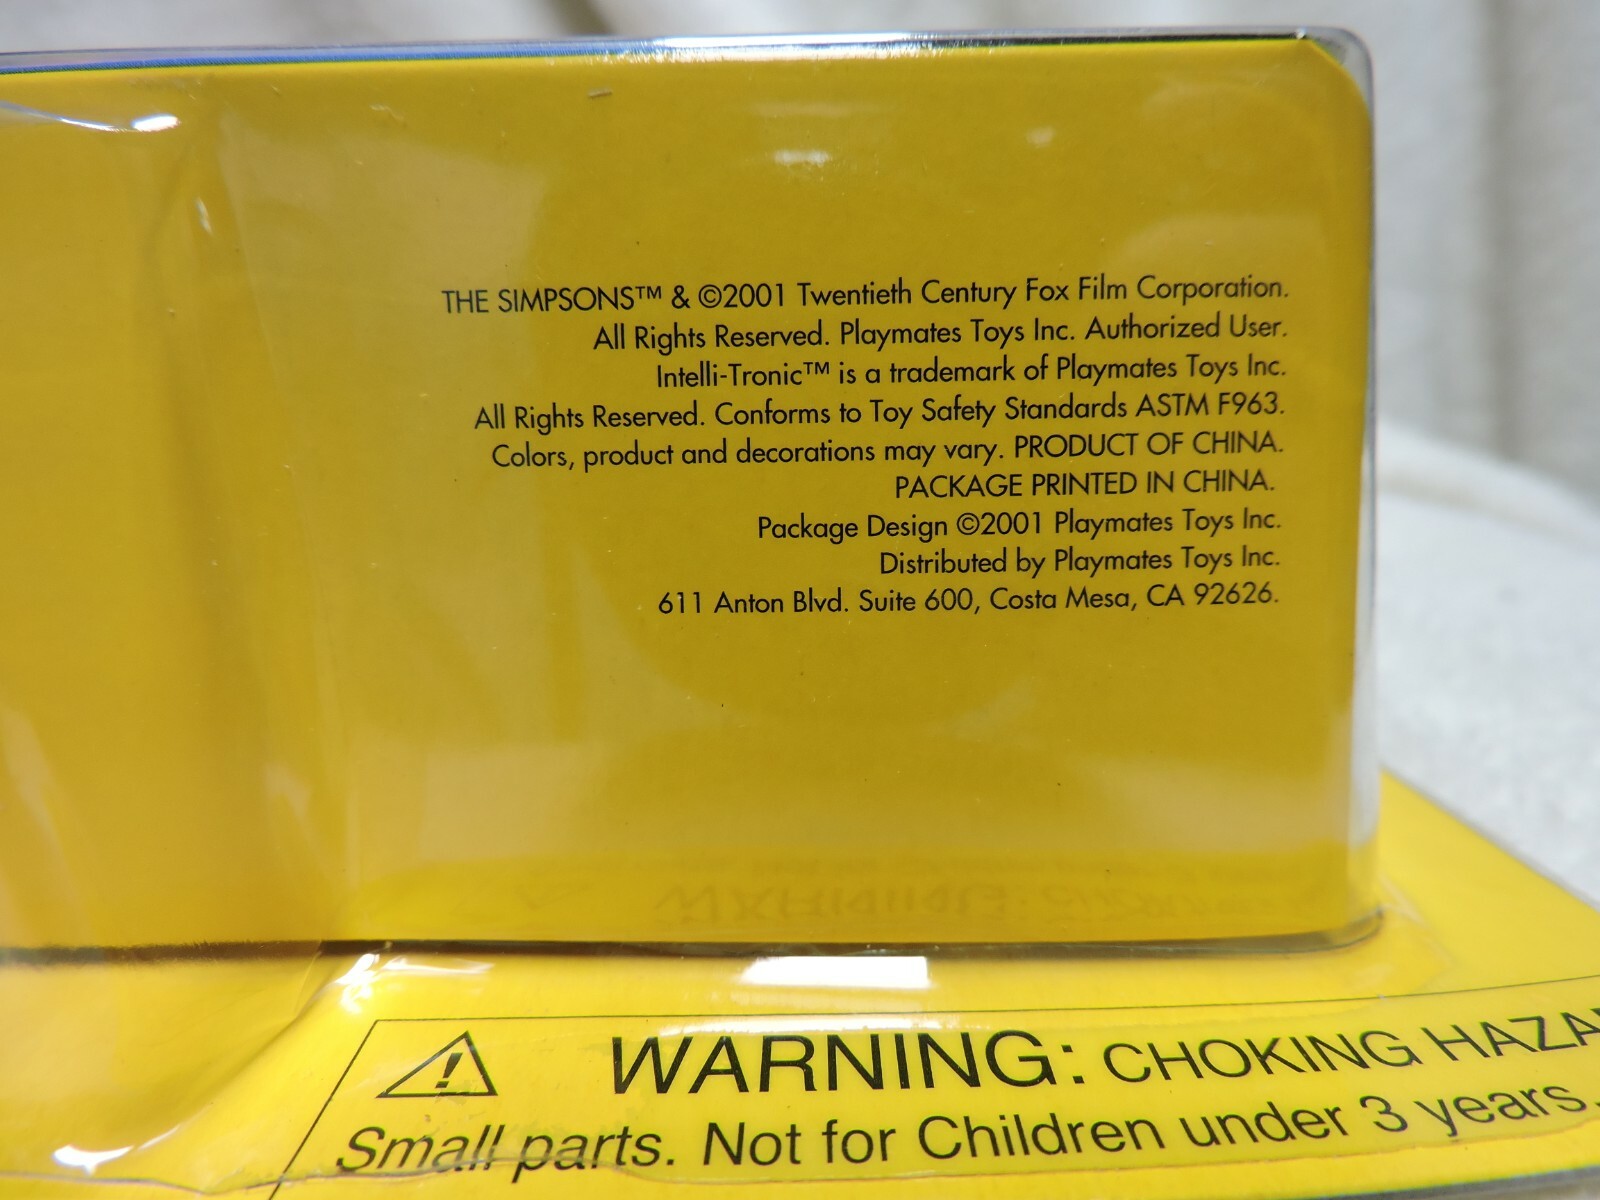 THE SIMPSONS™ & ©2001 Twentieth Century Fox Film Corporation.
All Rights Reserved. Playmates Toys Inc. Authorized User.
Intelli-Tronic™ is a trademark of Playmates Toys Inc.
All Rights Reserved. Conforms to Toy Safety Standards ASTM F963.
Colors, product and decorations may vary. PRODUCT OF CHINA.
PACKAGE PRINTED IN CHINA.
Package Design ©2001 Playmates Toys Inc.
Distributed by Playmates Toys Inc.
611 Anton Blvd. Suite 600, Costa Mesa, CA 92626.
WARNING: CHOKING HAZA
Small parts. Not for Children under 3 years.